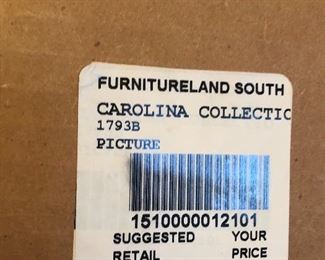 FURNITURELAND SOUTH
CAROLINA COLLECTIC
1793B
PICTURE
1510000012101
SUGGESTED YOUR
RETAIL PRICE